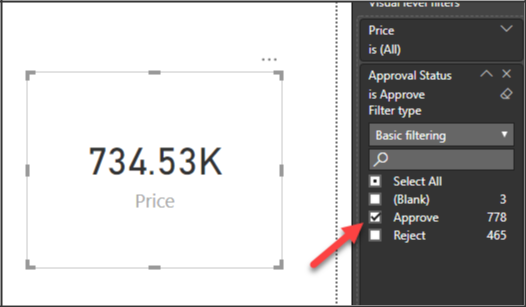 Visual level filters
Price
is (All)
Approval Status
is Approve
Filter type
Basic filtering
Select All
(Blank) 3
Approve 778
Reject 465
734.53K
Price